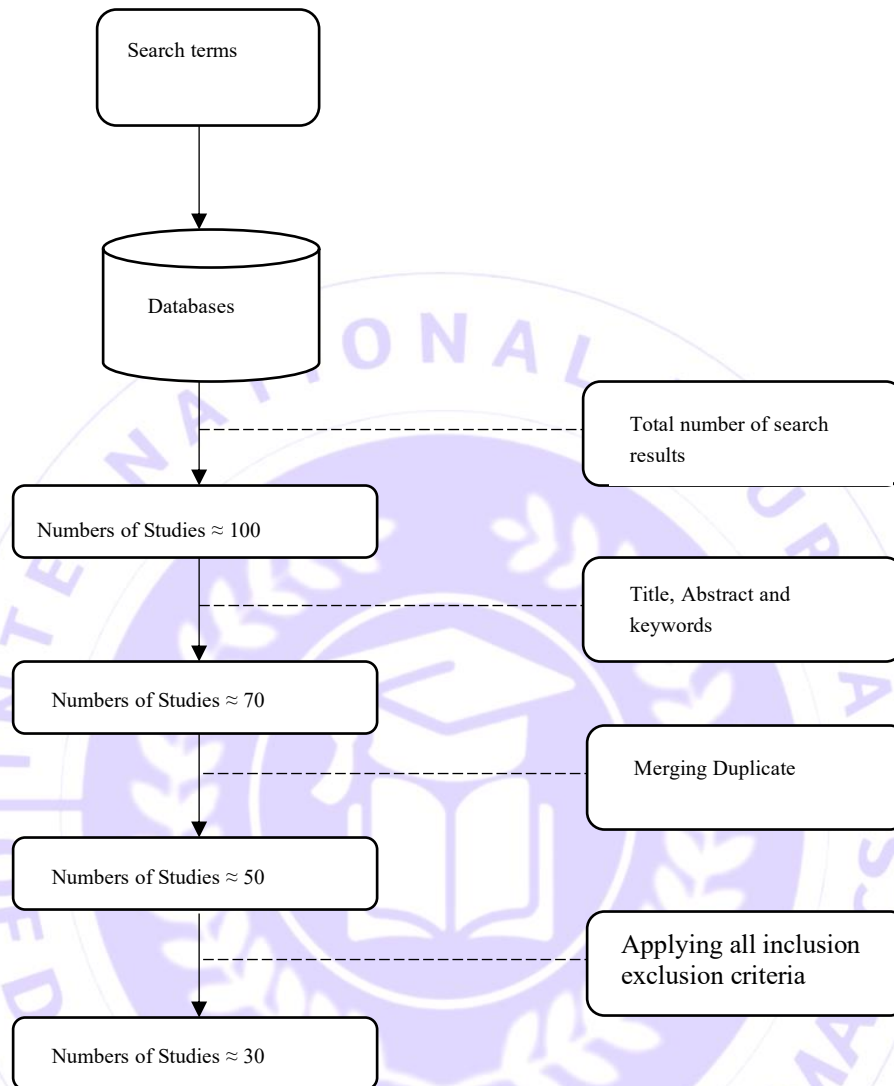 Search terms
Databases
Total number of search
results
Numbers of Studies ≈ 100
Title, Abstract and
keywords
Numbers of Studies ≈ 70
Merging Duplicate
Numbers of Studies ≈ 50
Applying all inclusion
exclusion criteria
Numbers of Studies ≈ 30